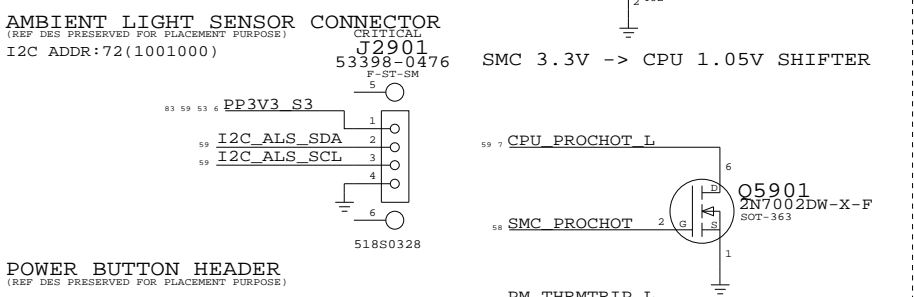 AMBIENT LIGHT SENSOR CONNECTOR
(REF DES PRESERVED FOR PLACEMENT PURPOSE)
I2C ADDR:72(1001000)
CRITICAL
J2901
53398-0476
F-ST-SM
5
83 59 53 6 PP3V3_S3
1
59 I2C_ALS_SDA 2
59 I2C_ALS_SCL 3
4
6
518S0328
POWER BUTTON HEADER
(REF DES PRESERVED FOR PLACEMENT PURPOSE)
2
SMC 3.3V -> CPU 1.05V SHIFTER
59 7 CPU_PROCHOT_L
6
D
Q5901
2N7002DW-X-F
SOT-363
58 SMC_PROCHOT 2 G S
1
PM_THRMTRIP_L